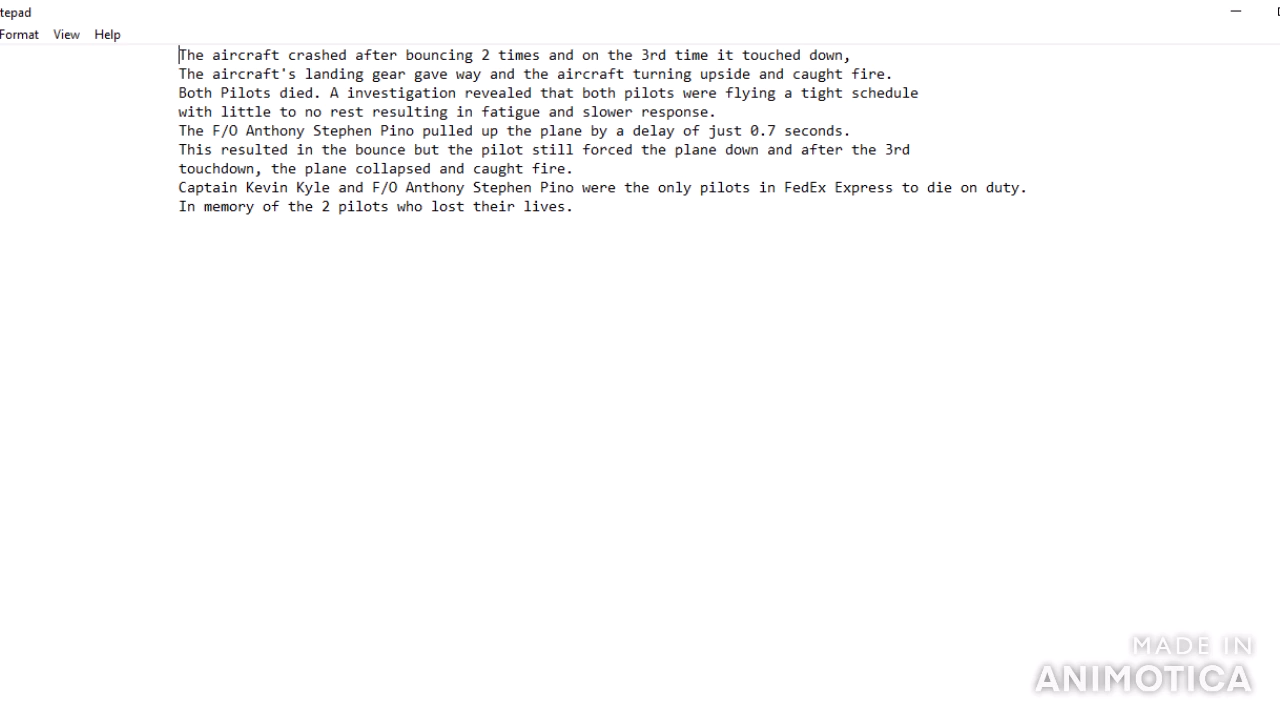 tepad
Format View Help
The aircraft crashed after bouncing 2 times and on the 3rd time it touched down,
The aircraft's landing gear gave way and the aircraft turning upside and caught fire.
Both Pilots died. A investigation revealed that both pilots were flying a tight schedule
with little to no rest resulting in fatigue and slower response.
The F/O Anthony Stephen Pino pulled up the plane by a delay of just 0.7 seconds.
This resulted in the bounce but the pilot still forced the plane down and after the 3rd
touchdown, the plane collapsed and caught fire.
Captain Kevin Kyle and F/O Anthony Stephen Pino were the only pilots in FedEx Express to die on duty.
In memory of the 2 pilots who lost their lives.
MADE IN
ANIMOTICA